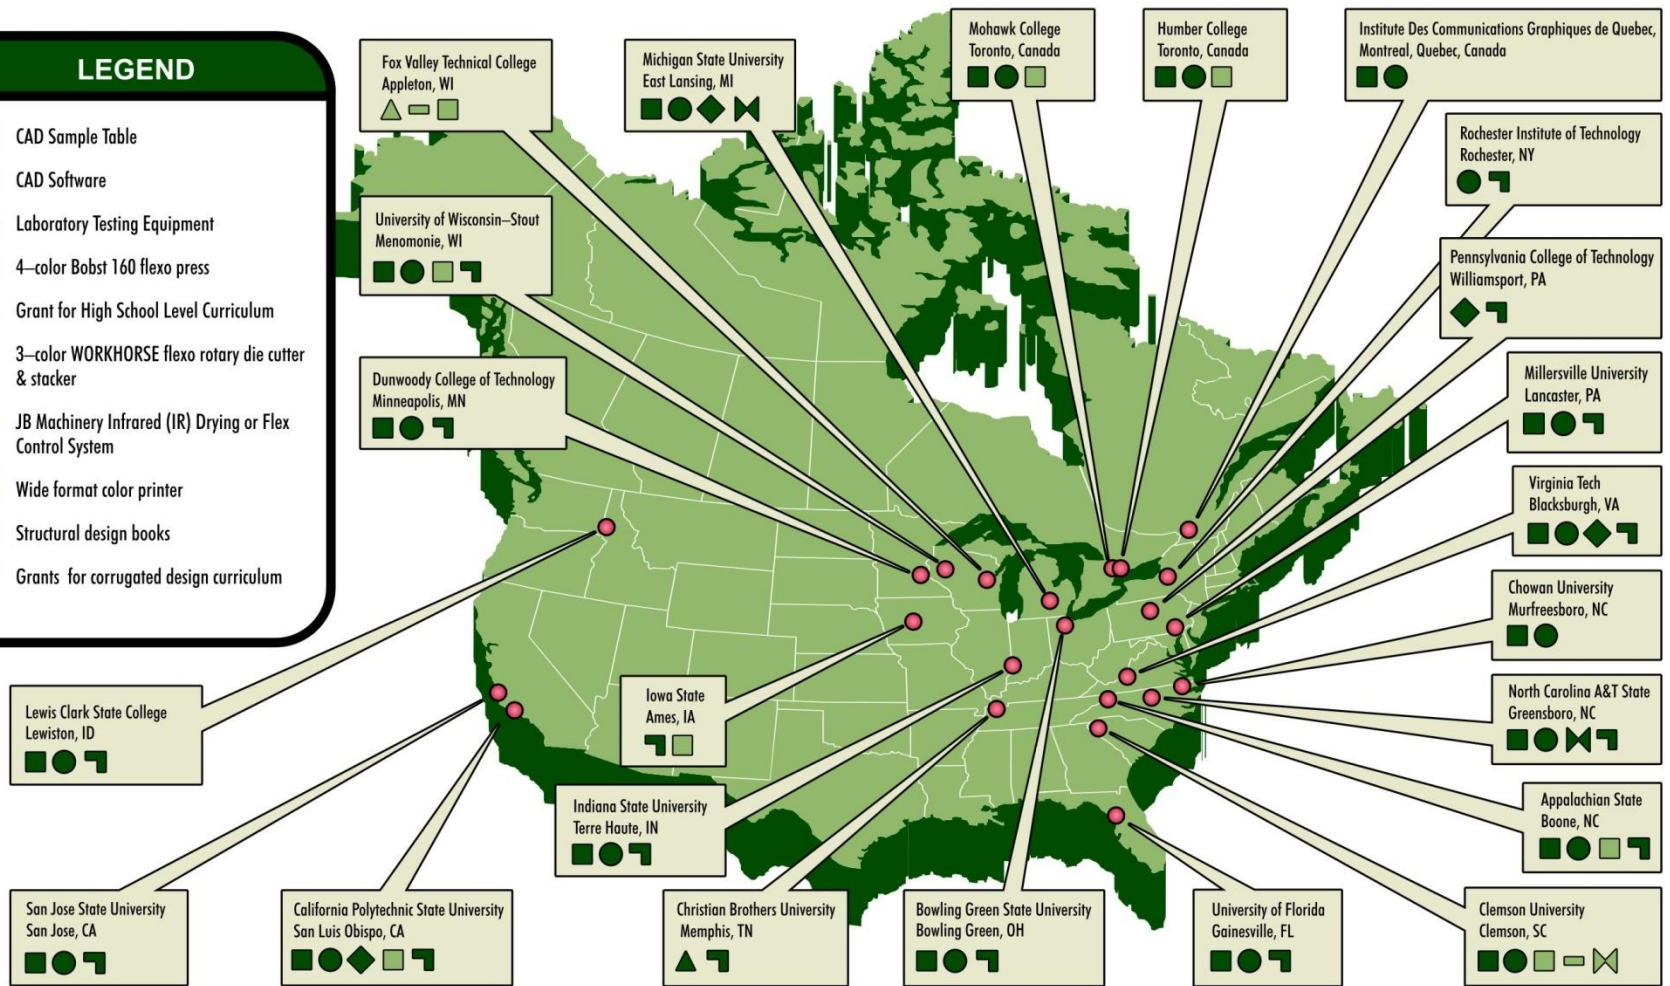 LEGEND
CAD Sample Table
CAD Software
Laboratory Testing Equipment
4–color Bobst 160 flexo press
Grant for High School Level Curriculum
3–color WORKHORSE flexo rotary die cutter
& stacker
JB Machinery Infrared (IR) Drying or Flex
Control System
Wide format color printer
Structural design books
Grants for corrugated design curriculum
Fox Valley Technical College
Appleton, WI
Michigan State University
East Lansing, MI
Mohawk College
Toronto, Canada
Humber College
Toronto, Canada
Institute Des Communications Graphiques de Quebec,
Montreal, Quebec, Canada
Rochester Institute of Technology
Rochester, NY
University of Wisconsin–Stout
Menomonie, WI
Pennsylvania College of Technology
Williamsport, PA
Dunwoody College of Technology
Minneapolis, MN
Millersville University
Lancaster, PA
Virginia Tech
Blacksburgh, VA
Chowan University
Murfreesboro, NC
Lewis Clark State College
Lewiston, ID
Iowa State
Ames, IA
North Carolina A&T State
Greensboro, NC
Indiana State University
Terre Haute, IN
Appalachian State
Boone, NC
San Jose State University
San Jose, CA
California Polytechnic State University
San Luis Obispo, CA
Christian Brothers University
Memphis, TN
Bowling Green State University
Bowling Green, OH
University of Florida
Gainesville, FL
Clemson University
Clemson, SC